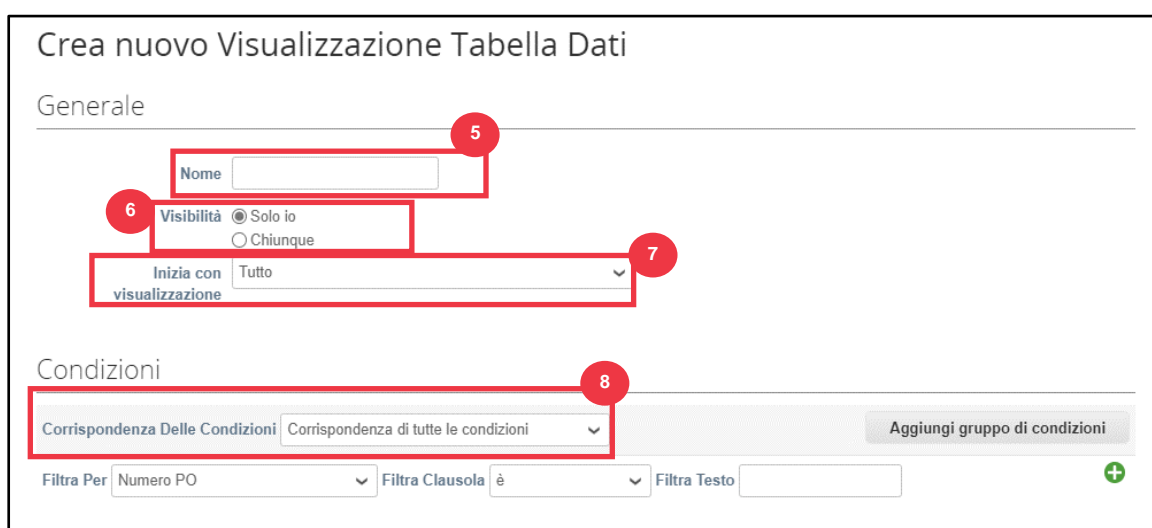 Crea nuovo Visualizzazione Tabella Dati
Generale
5
Nome
6
Visibilità
Solo io
Chiunque
7
Inizia con visualizzazione
Tutto
Condizioni
8
Corrispondenza Delle Condizioni Corrispondenza di tutte le condizioni Aggiungi gruppo di condizioni
Filtra Per Numero PO Filtra Clausola è Filtra Testo